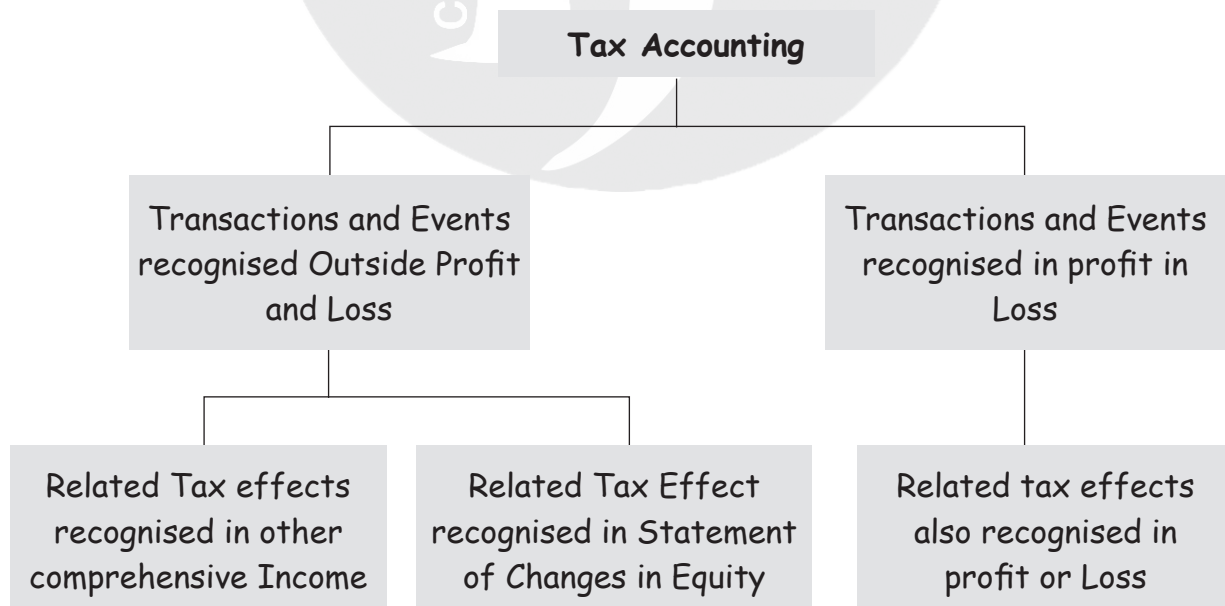 Tax Accounting
Transactions and Events
recognised Outside Profit
and Loss
Transactions and Events
recognised in profit in
Loss
Related Tax effects
recognised in other
comprehensive Income
Related Tax Effect
recognised in Statement
of Changes in Equity
Related tax effects
also recognised in
profit or Loss